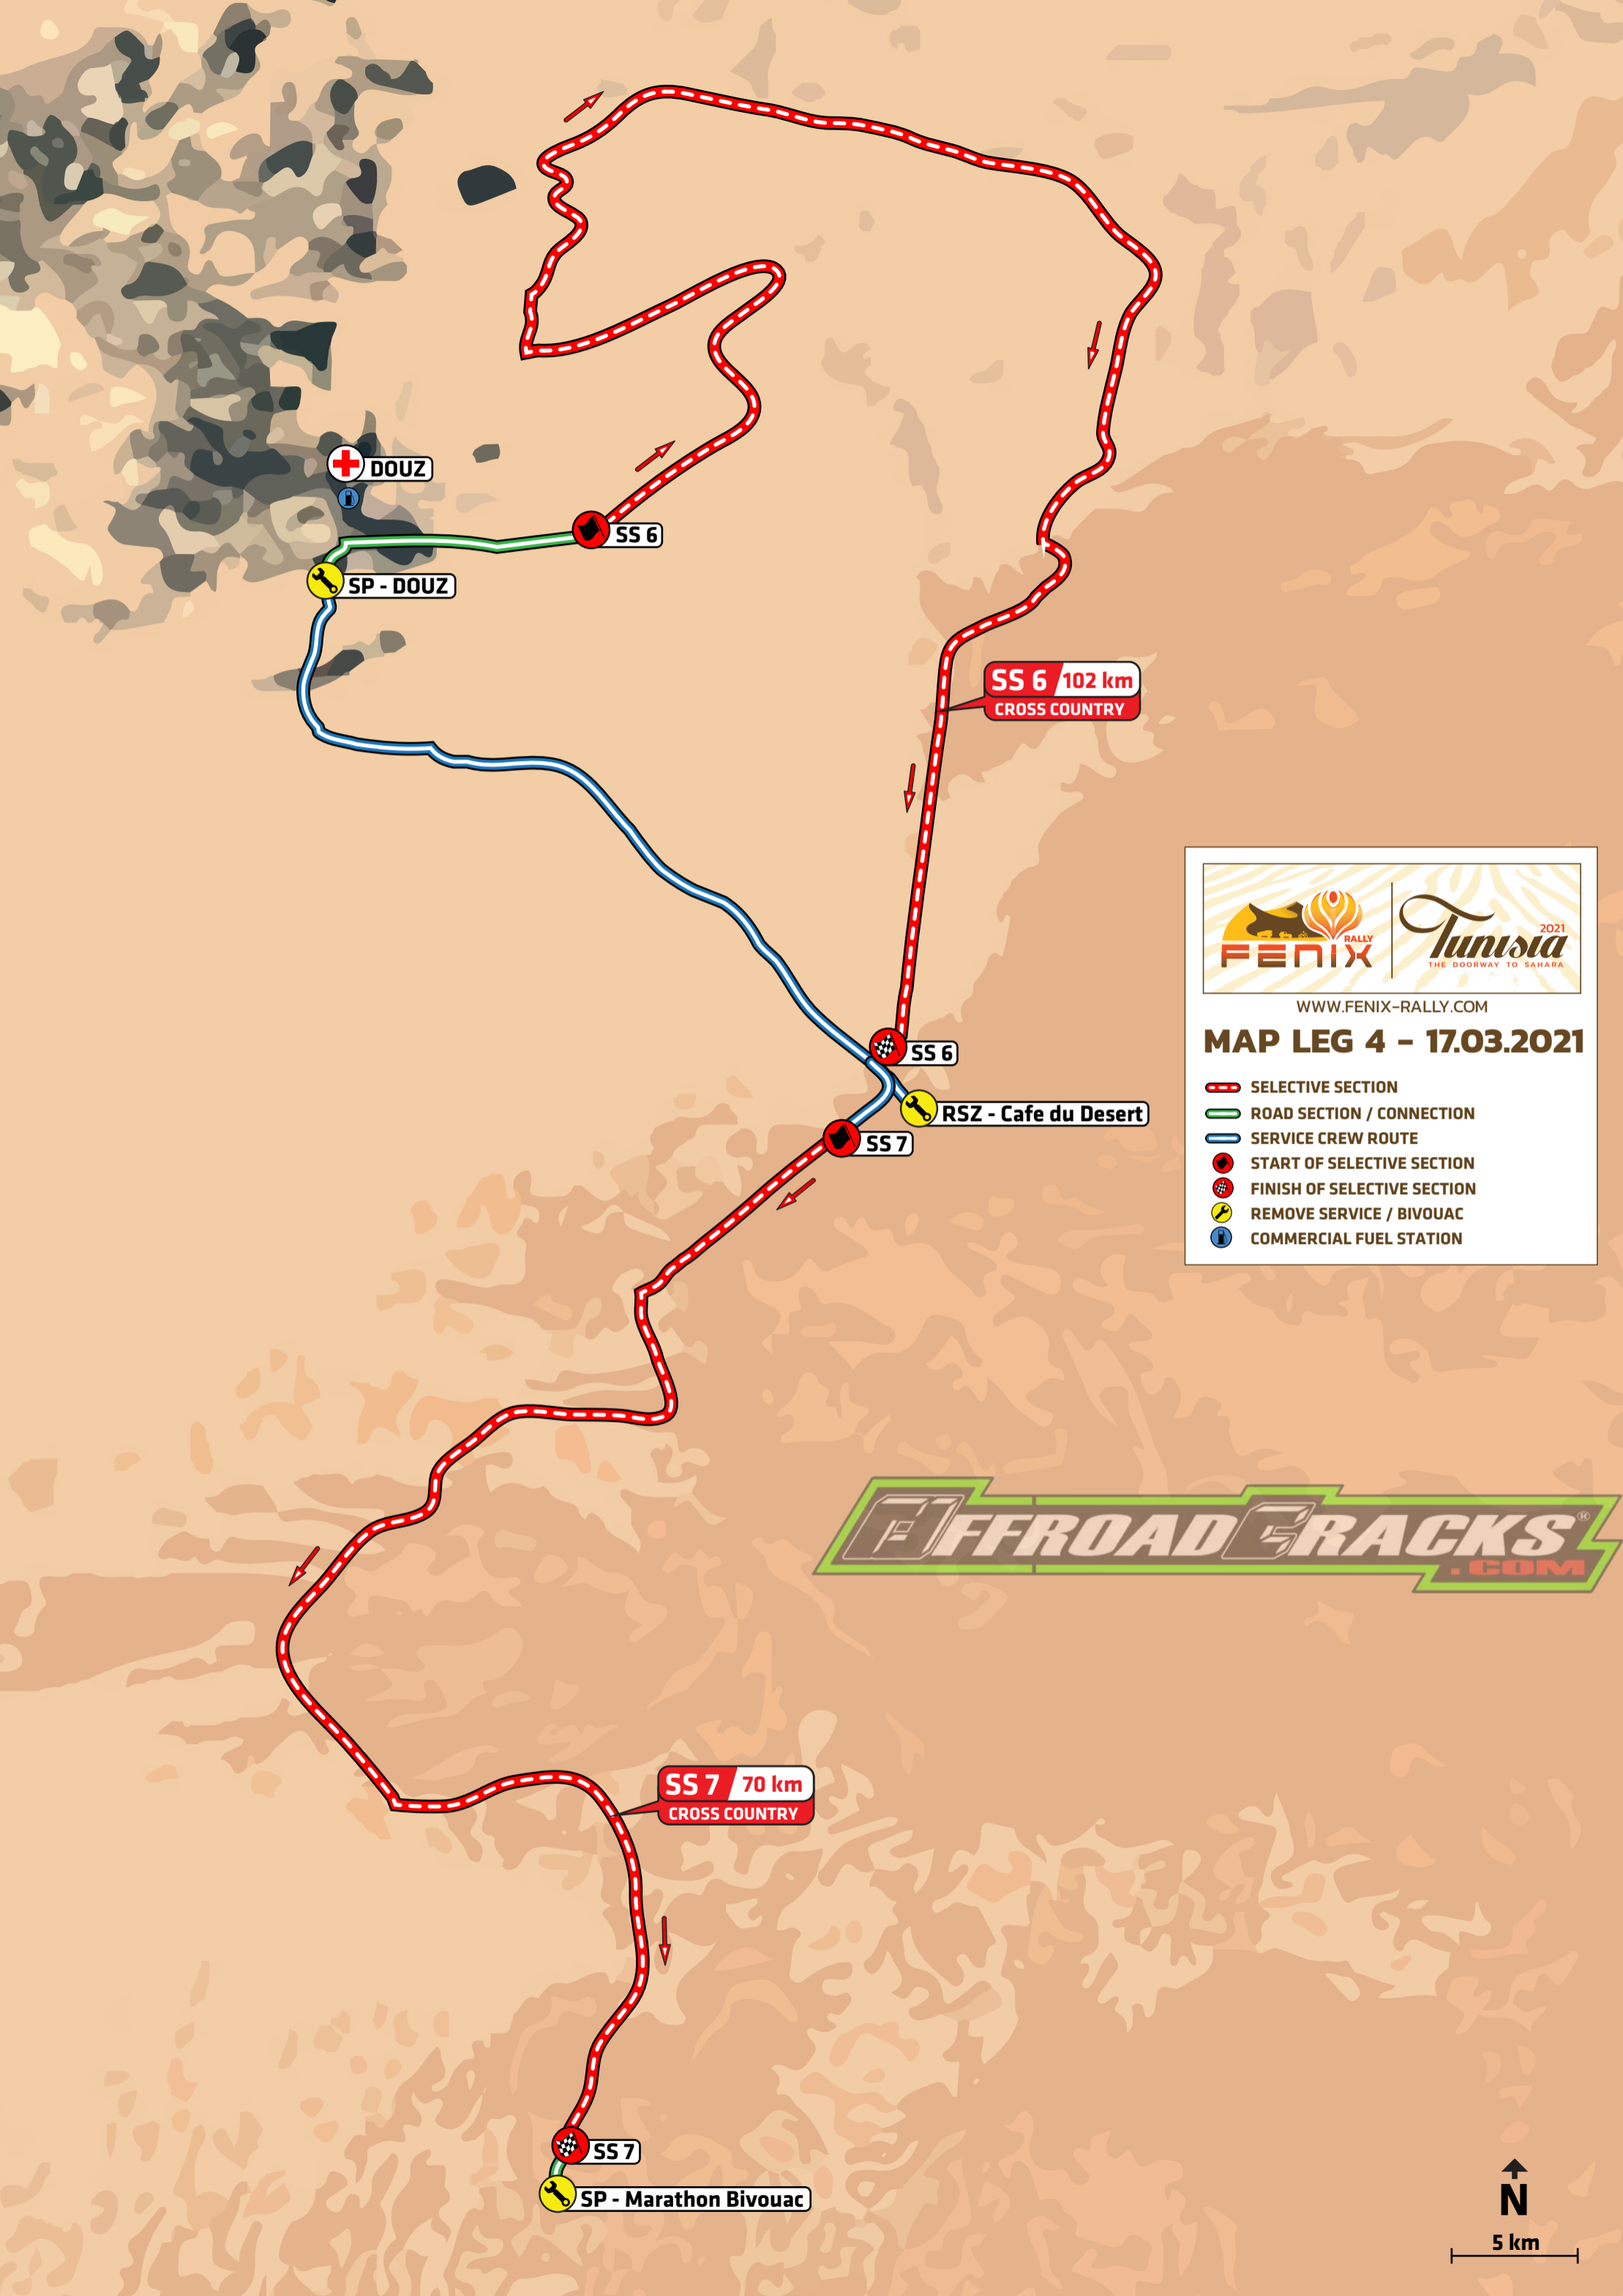 DOUZ
SS 6
SP - DOUZ
SS 6 102 km
CROSS COUNTRY
RALLY
FENIX
Tunisia
2021
THE DOORWAY TO SAHARA
WWW.FENIX-RALLY.COM
MAP LEG 4 - 17.03.2021
SELECTIVE SECTION
ROAD SECTION / CONNECTION
SERVICE CREW ROUTE
START OF SELECTIVE SECTION
FINISH OF SELECTIVE SECTION
REMOVE SERVICE / BIVOUAC
COMMERCIAL FUEL STATION
SS 6
RSZ - Cafe du Desert
SS 7
OFFROADCRACKS®
.COM
SS 7 70 km
CROSS COUNTRY
SS 7
SP - Marathon Bivouac
N
5 km